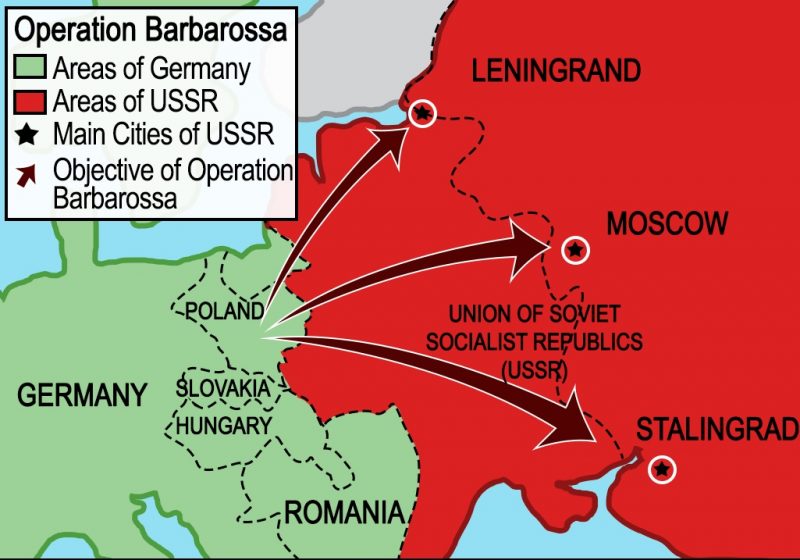 Operation Barbarossa
Areas of Germany
Areas of USSR
Main Cities of USSR
Objective of Operation
Barbarossa
LENINGRAND
MOSCOW
POLAND
UNION OF SOVIET
SOCIALIST REPUBLICS
(USSR)
GERMANY
SLOVAKIA
HUNGARY
STALINGRAD
ROMANIA